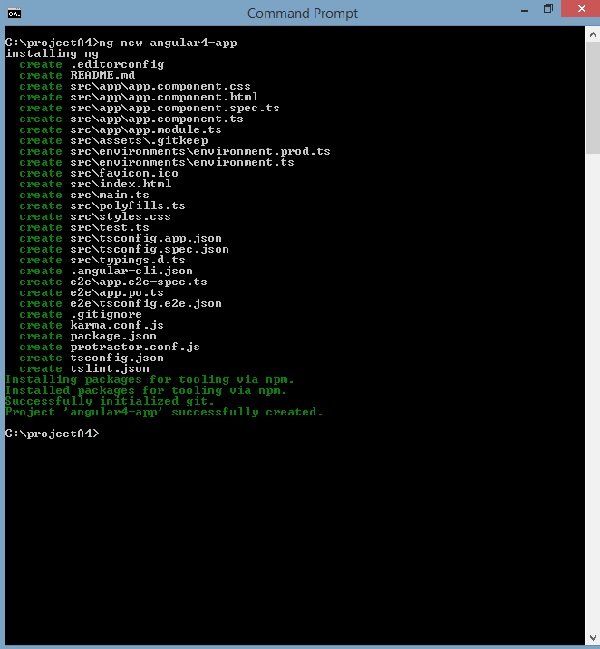 Command Prompt
C:\projectA4>ng new angular4-app
installing ng
create .editorconfig
create README.md
create src\app\app.component.css
create src\app\app.component.html
create src\app\app.component.spec.ts
create src\app\app.component.ts
create src\app\app.module.ts
create src\assets\.gitkeep
create src\environments\environment.prod.ts
create src\environments\environment.ts
create src\favicon.ico
create src\index.html
create src\main.ts
create src\polyfills.ts
create src\styles.css
create src\test.ts
create src\tsconfig.app.json
create src\tsconfig.spec.json
create src\typings.d.ts
create .angular-cli.json
create e2e\app.e2e-spec.ts
create e2e\app.po.ts
create e2e\tsconfig.e2e.json
create .gitignore
create karma.conf.js
create package.json
create protractor.conf.js
create tsconfig.json
create tslint.json
Installing packages for tooling via npm.
Installed packages for tooling via npm.
Successfully initialized git.
Project 'angular4-app' successfully created.
C:\projectA4>